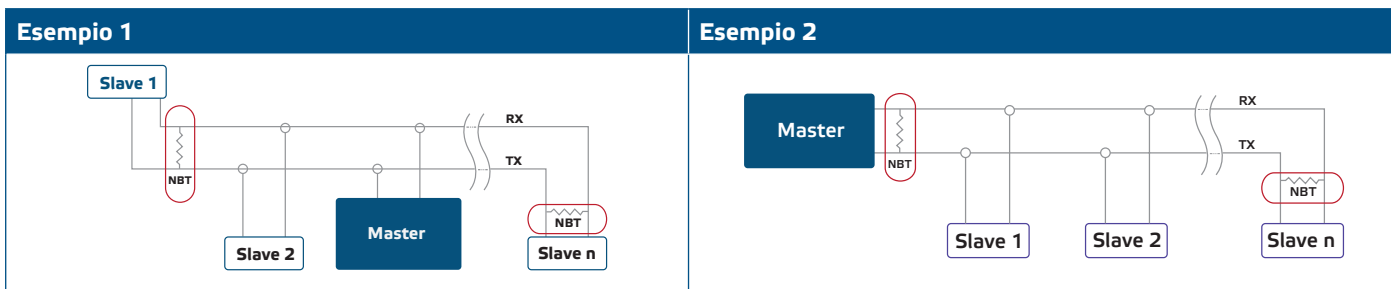 Esempio 1
Slave 1
RX
TX
NBT
NBT
Master
Slave 2
Slave n
Esempio 2
Master
RX
TX
NBT
NBT
Slave 1
Slave 2
Slave n